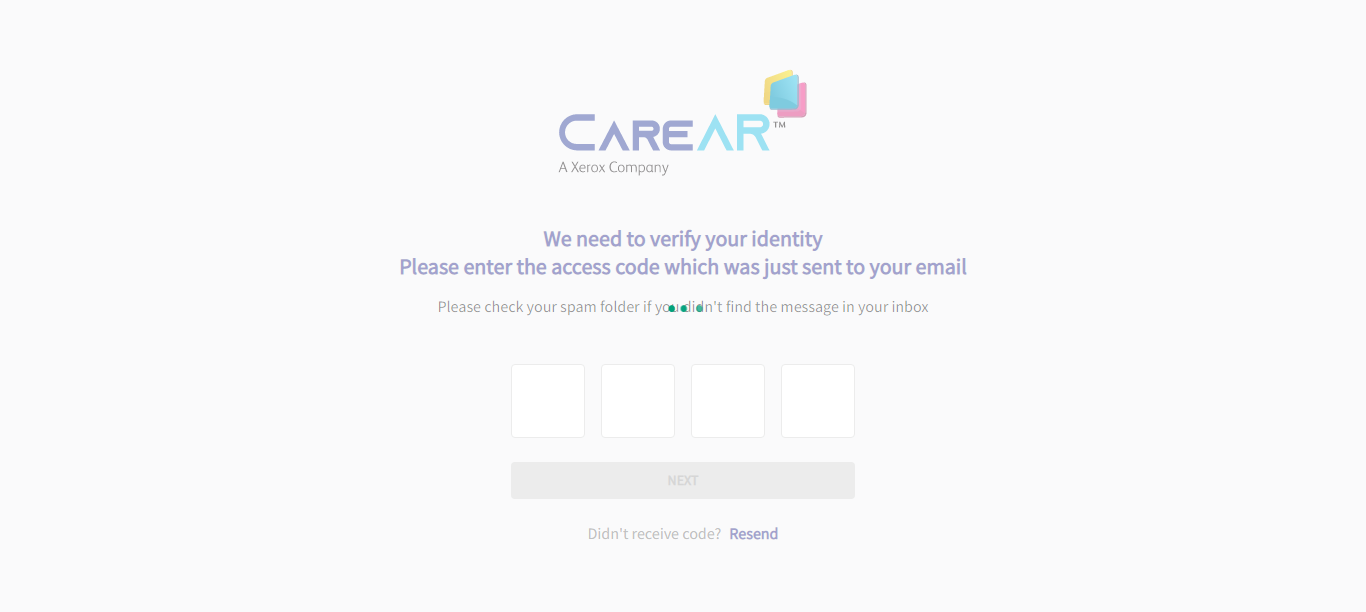 CAREAR™
A Xerox Company
We need to verify your identity
Please enter the access code which was just sent to your email
Please check your spam folder if you didn't find the message in your inbox
NEXT
Didn't receive code? Resend